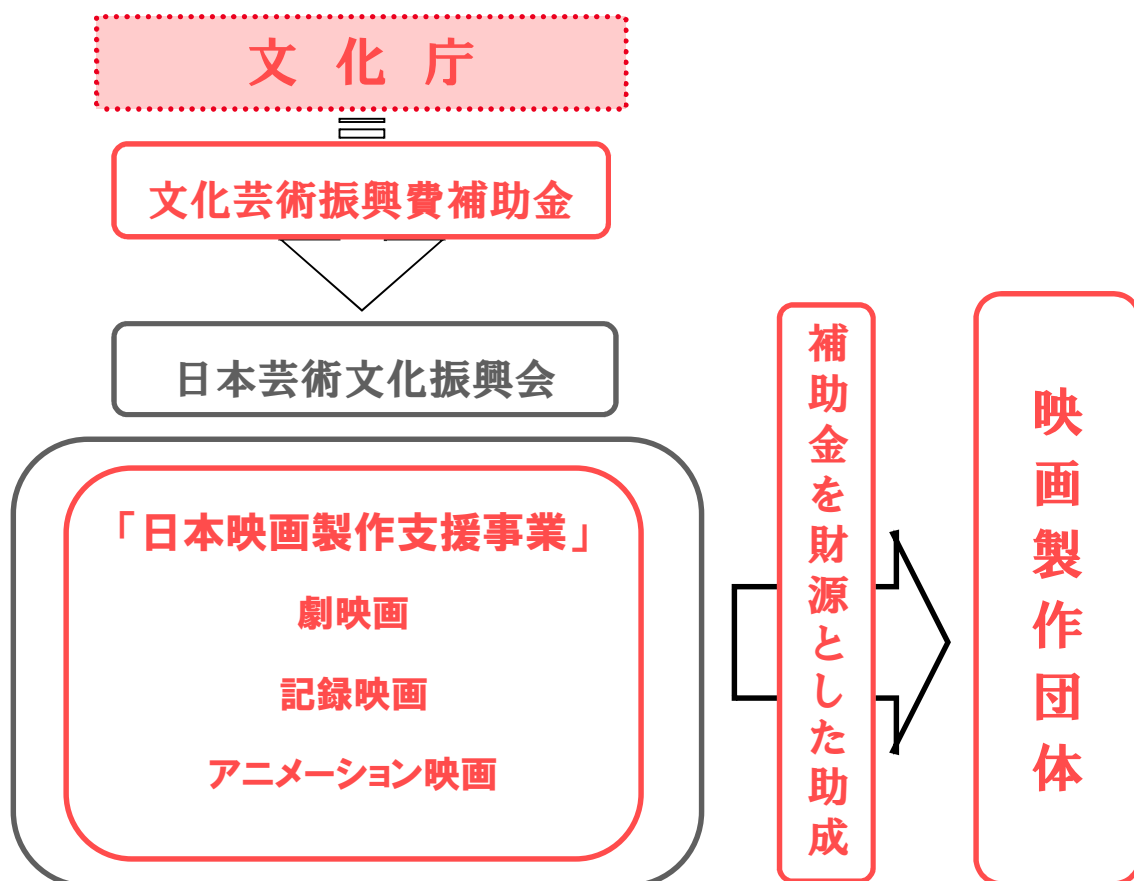 文 化 庁
文化芸術振興費補助金
日本芸術文化振興会
「日本映画製作支援事業」
劇映画
記録映画
アニメーション映画
補助金を財源とした助成
映画製作団体